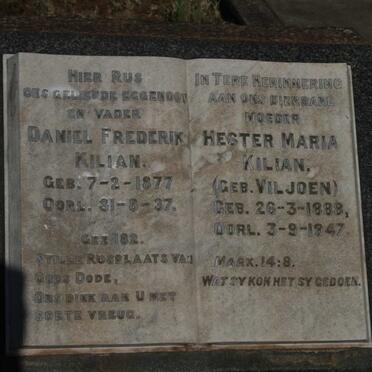 HIER RUS
ONS GELIEFDE EGGENOOT
EN VADER
DANIEL FREDERIK
KILIAN.
GEB. 7-2-1877
OORL. 31-8-37.
GES 182.
STILLE RUSPLAATS VAN
GODS DODE,
ONS DINK AAN U MET
SOETE VREUG.
IN TERE HERINNERING
AAN ONS DIERBARE
MOEDER
HESTER MARIA
KILIAN.
(GEB. VILJOEN)
GEB. 26-3-1883,
OORL. 3-9-1947.
MARK. 14:8.
WAT SY KON HET SY GEDOEN.